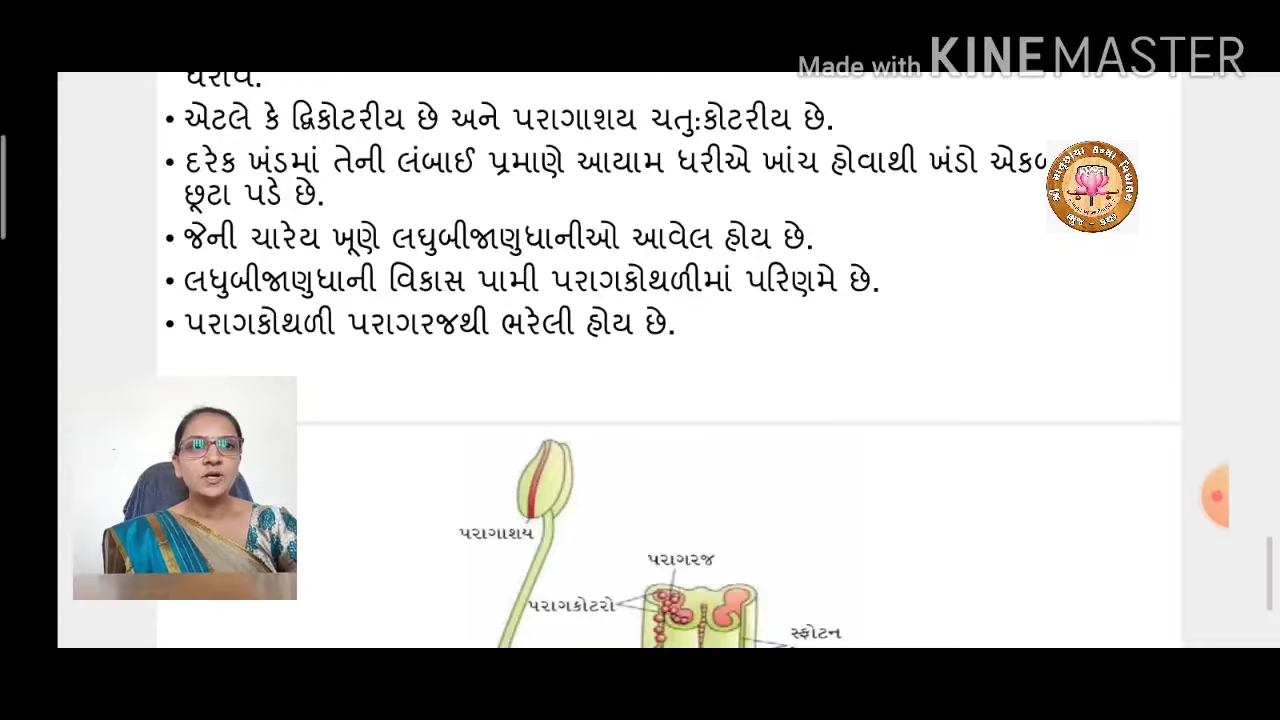 Made with KINEMASTER
ધરાવે.
• એટલે કે દ્વિકોટરીય છે અને પરાગાશય ચતુઃકોટરીય છે.
• દરેક ખંડમાં તેની લંબાઈ પ્રમાણે આયામ ધરીએ ખાંચ હોવાથી ખંડો
છૂટા પડે છે.
• જેની ચારેય ખૂણે લઘુબીજાણુધાનીઓ આવેલ હોય છે.
• લઘુબીજાણુધાની વિકાસ પામી પરાગકોથળીમાં પરિણમે છે.
• પરાગકોથળી પરાગરજથી ભરેલી હોય છે.
પરાગાશય
પરાગરજ
પરાગકોટરો
સ્ફોટન